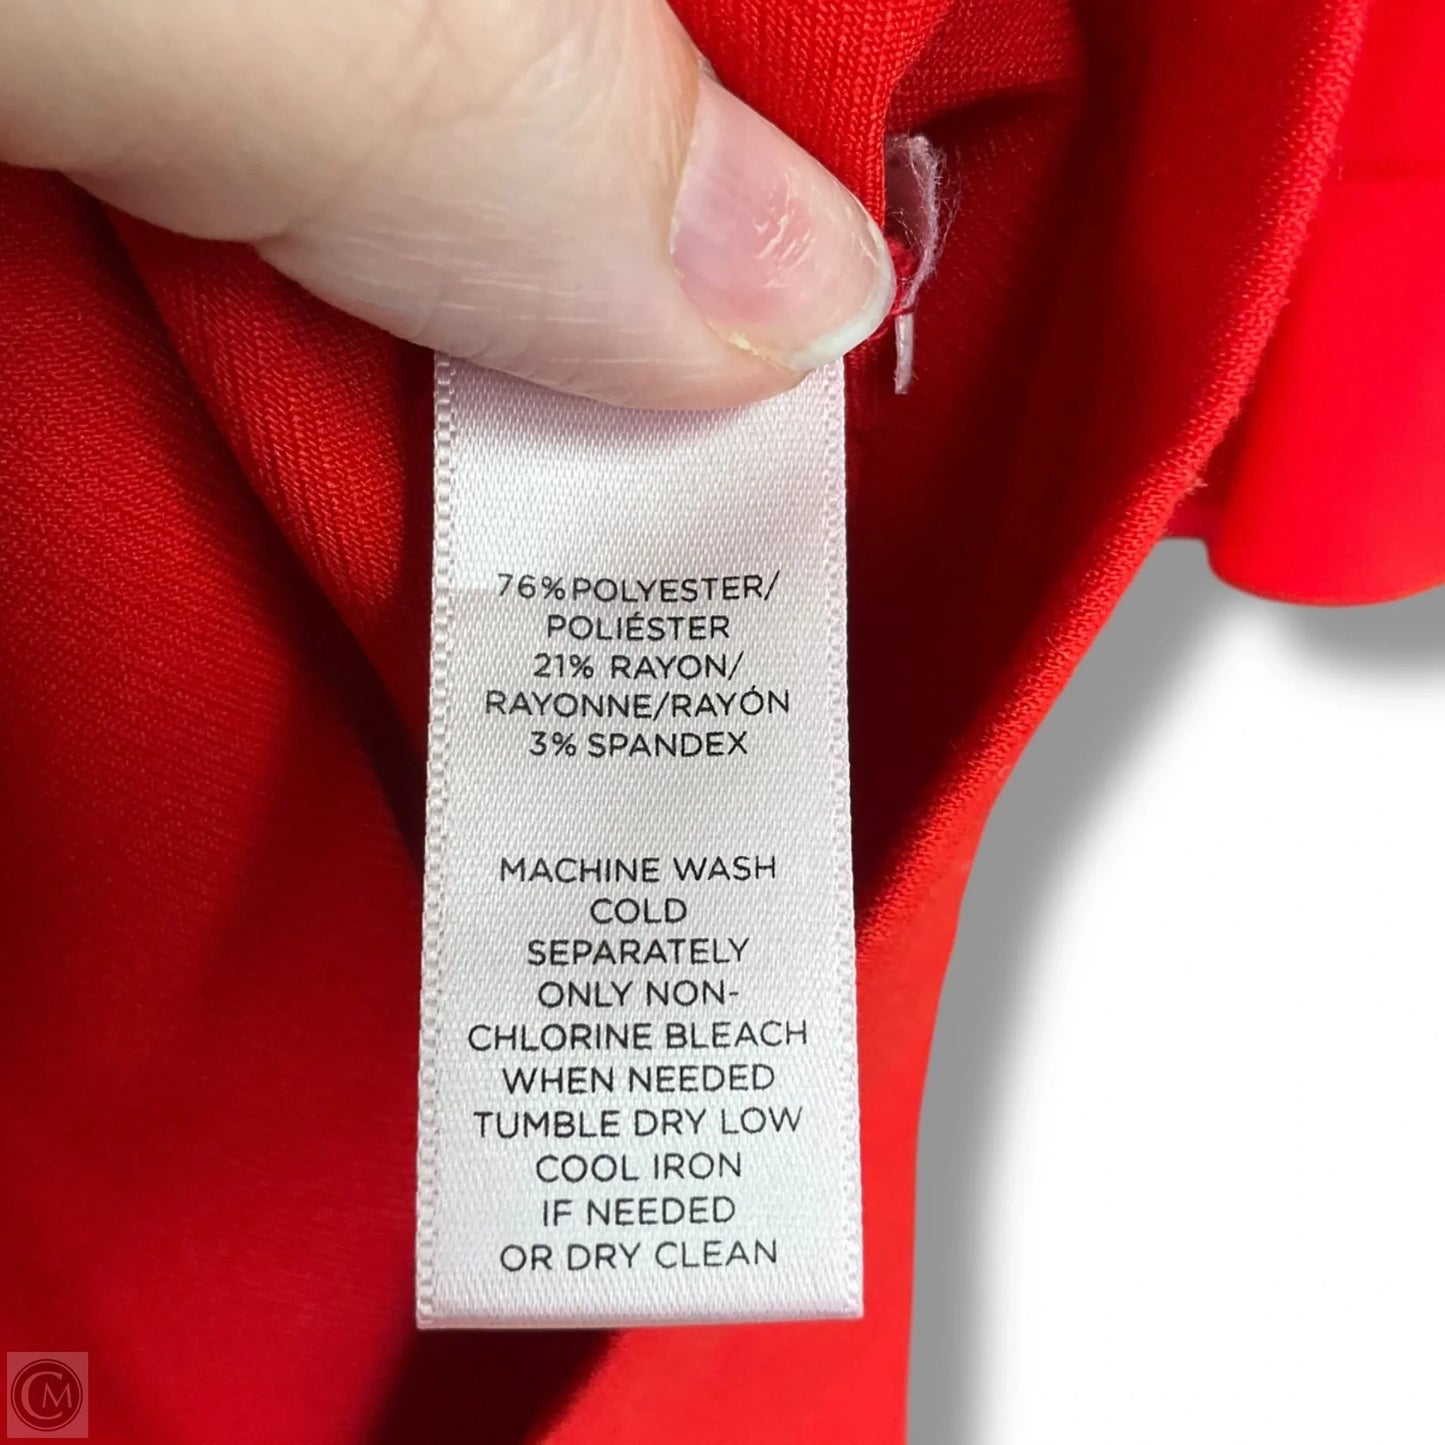 76% POLYESTER/
POLIÉSTER
21% RAYON/
RAYONNE/RAYÓN
3% SPANDEX
MACHINE WASH
COLD
SEPARATELY
ONLY NON-
CHLORINE BLEACH
WHEN NEEDED
TUMBLE DRY LOW
COOL IRON
IF NEEDED
OR DRY CLEAN
CM